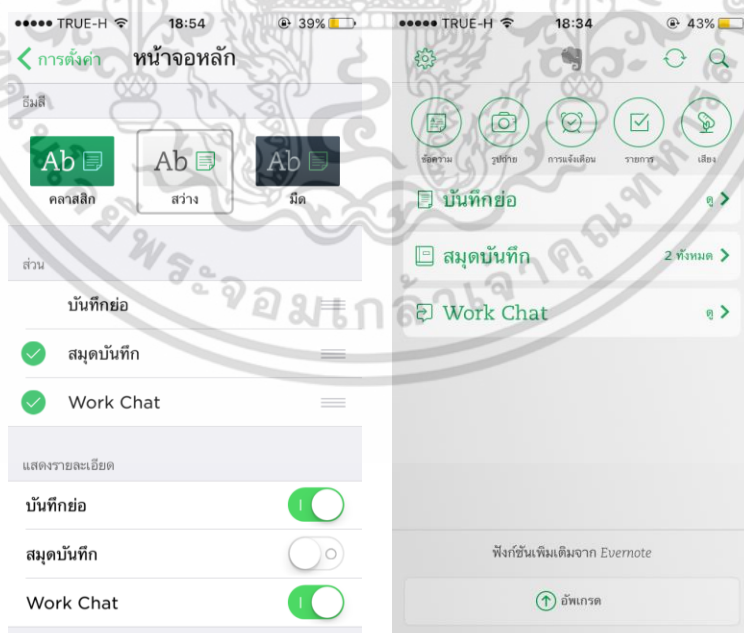 TRUE-H 18:54 39%
การตั้งค่า หน้าจอหลัก
ธีมสี
Ab Ab Ab
คลาสสิก สว่าง มืด
ส่วน
บันทึกย่อ
สมุดบันทึก
Work Chat
แสดงรายละเอียด
บันทึกย่อ
สมุดบันทึก
Work Chat
TRUE-H 18:34 43%
ข้อความ รูปถ่าย การแจ้งเตือน รายการ เสียง
บันทึกย่อ ดู
สมุดบันทึก 2 ทั้งหมด
Work Chat ดู
ฟังก์ชันเพิ่มเติมจาก Evernote
อัพเกรด